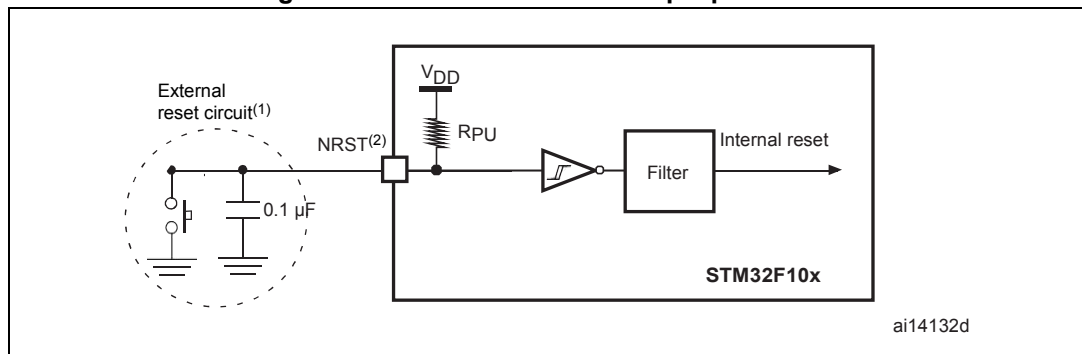 External
reset circuit(1)
VDD
RPU
NRST(2)
Internal reset
Filter
0.1 µF
STM32F10x
ai14132d